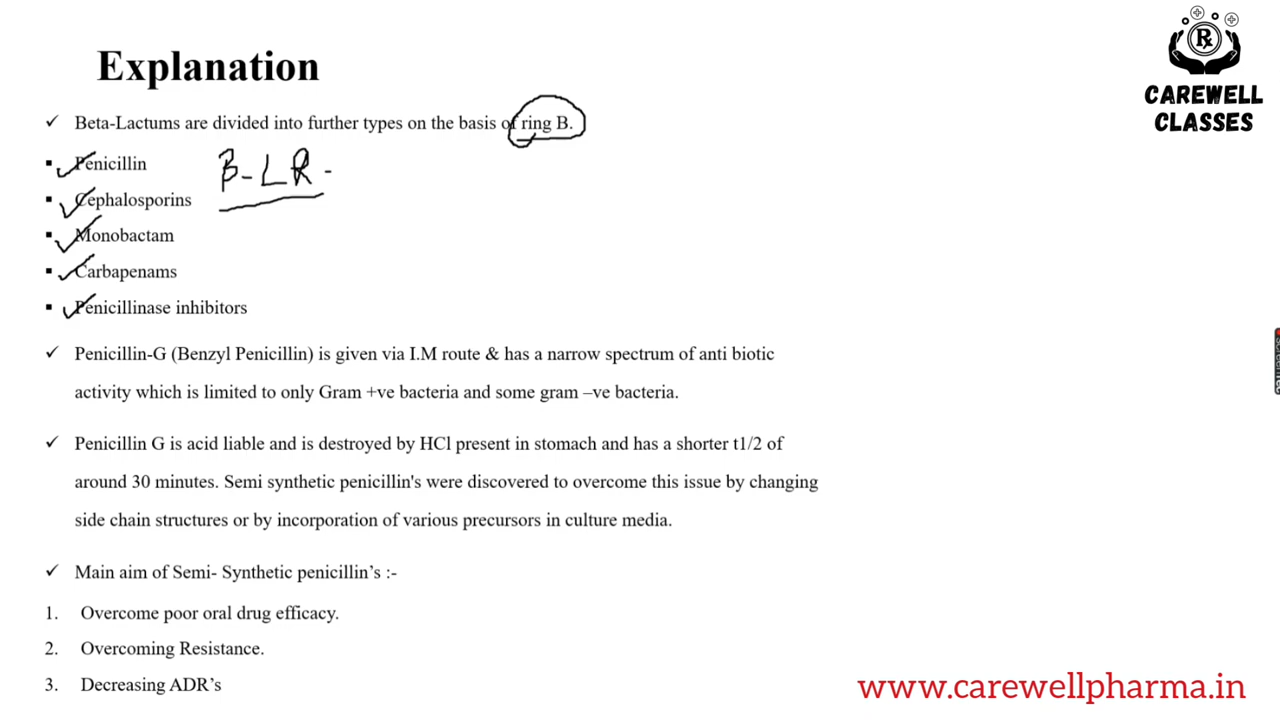 Explanation
CAREWELL
CLASSES
Rx
✓ Beta-Lactums are divided into further types on the basis of ring B.
▪ Penicillin
B-LR-
▪ Cephalosporins
▪ Monobactam
▪ Carbapenams
▪ Penicillinase inhibitors
✓ Penicillin-G (Benzyl Penicillin) is given via I.M route & has a narrow spectrum of anti biotic
activity which is limited to only Gram +ve bacteria and some gram –ve bacteria.
✓ Penicillin G is acid liable and is destroyed by HCl present in stomach and has a shorter t1/2 of
around 30 minutes. Semi synthetic penicillin's were discovered to overcome this issue by changing
side chain structures or by incorporation of various precursors in culture media.
✓ Main aim of Semi- Synthetic penicillin’s :-
1. Overcome poor oral drug efficacy.
2. Overcoming Resistance.
3. Decreasing ADR’s
www.carewellpharma.in